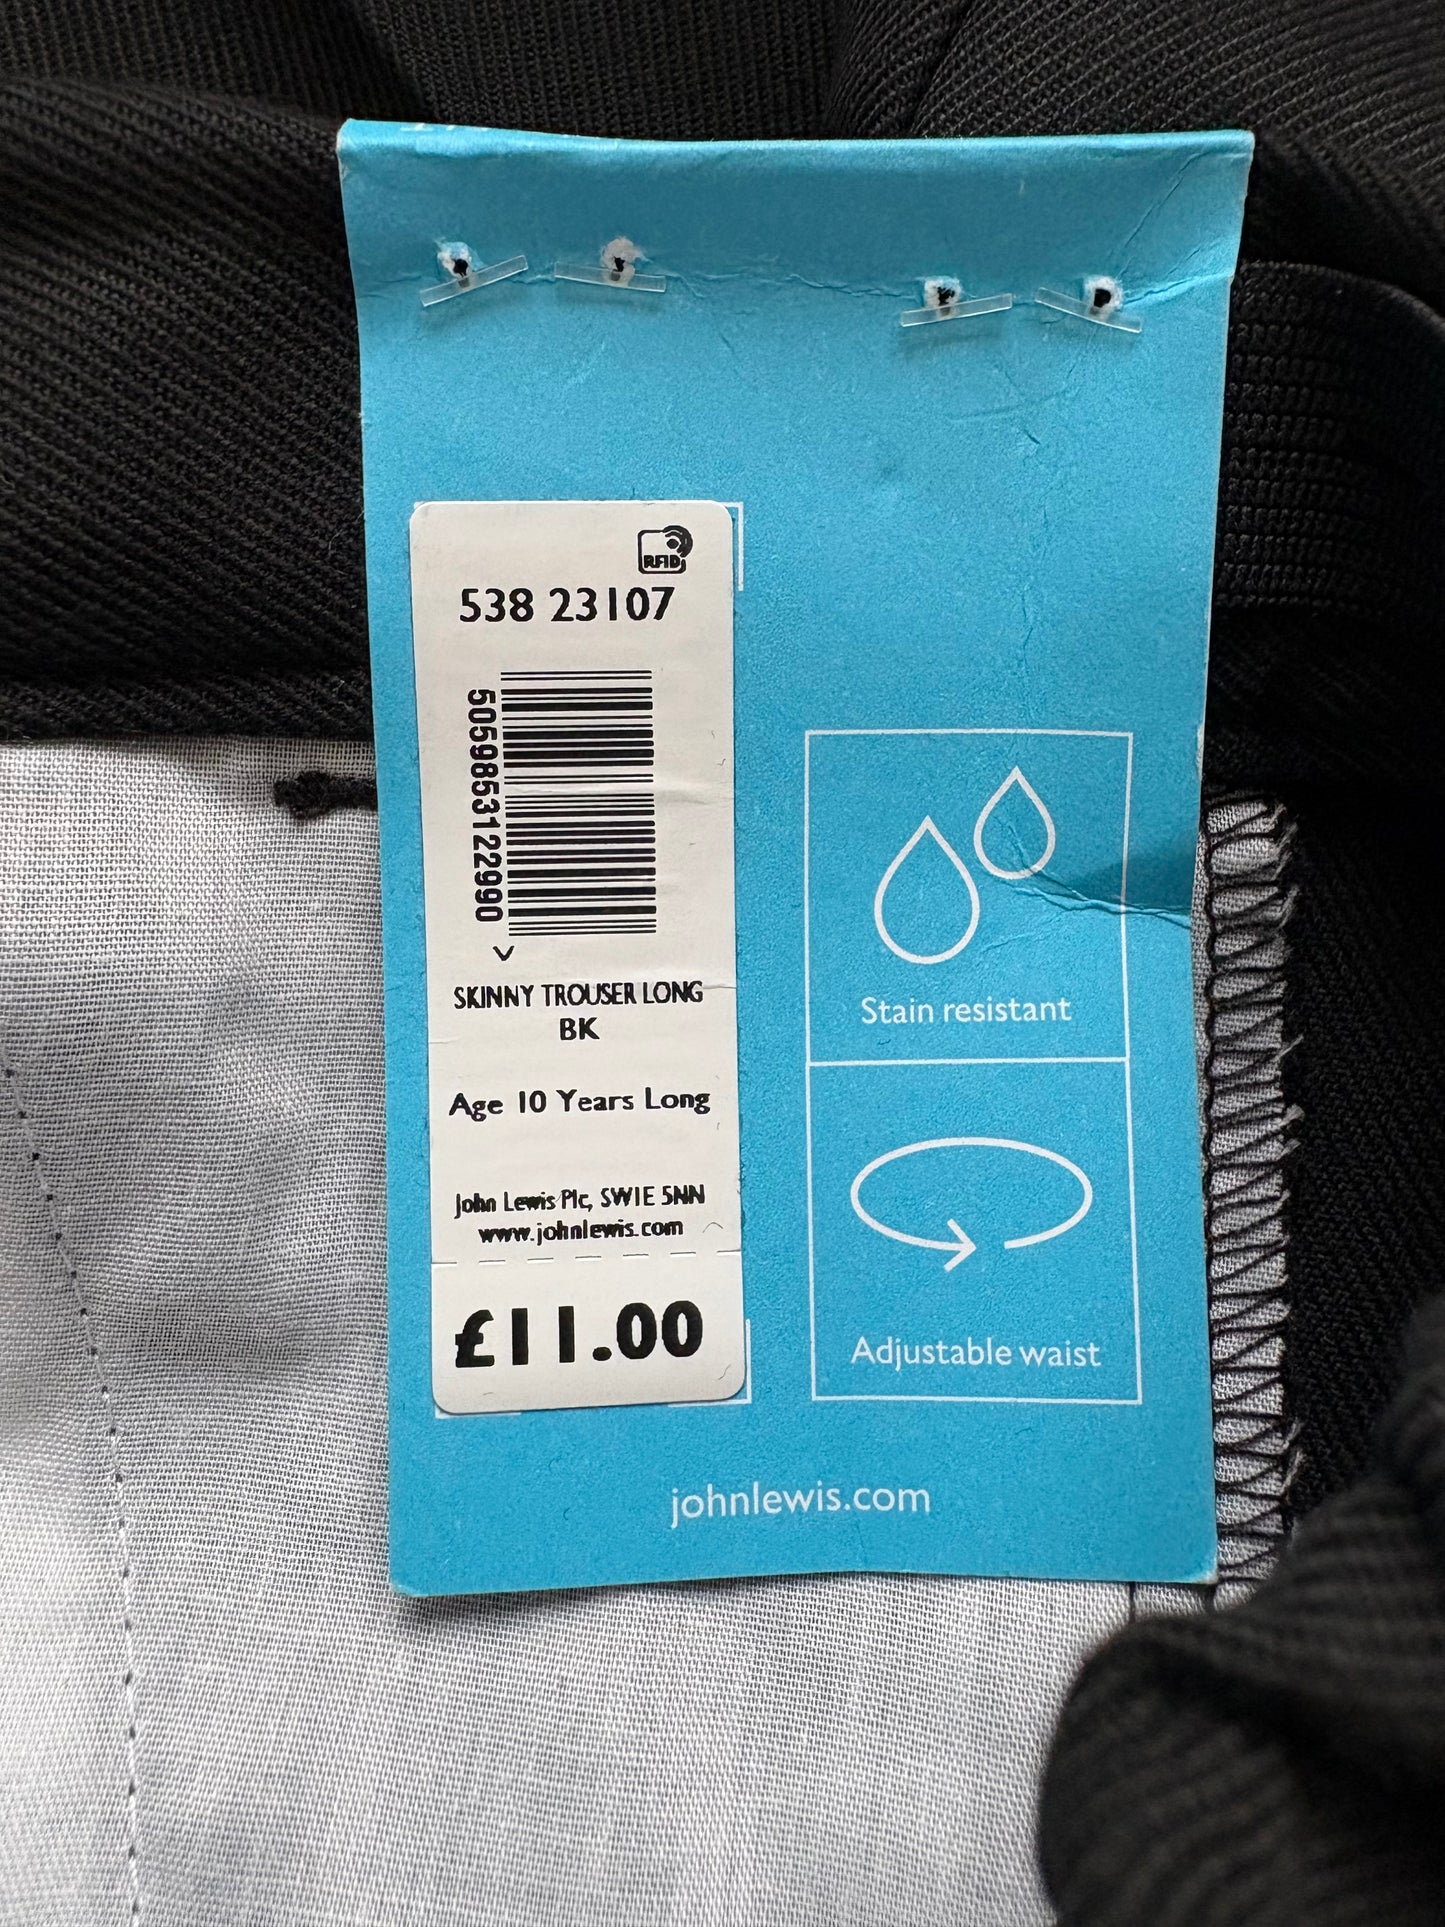 RFID
538 23107
5059853122990
SKINNY TROUSER LONG
BK
Age 10 Years Long
John Lewis Plc, SW1E 5NN
www.johnlewis.com
£11.00
Stain resistant
Adjustable waist
johnlewis.com